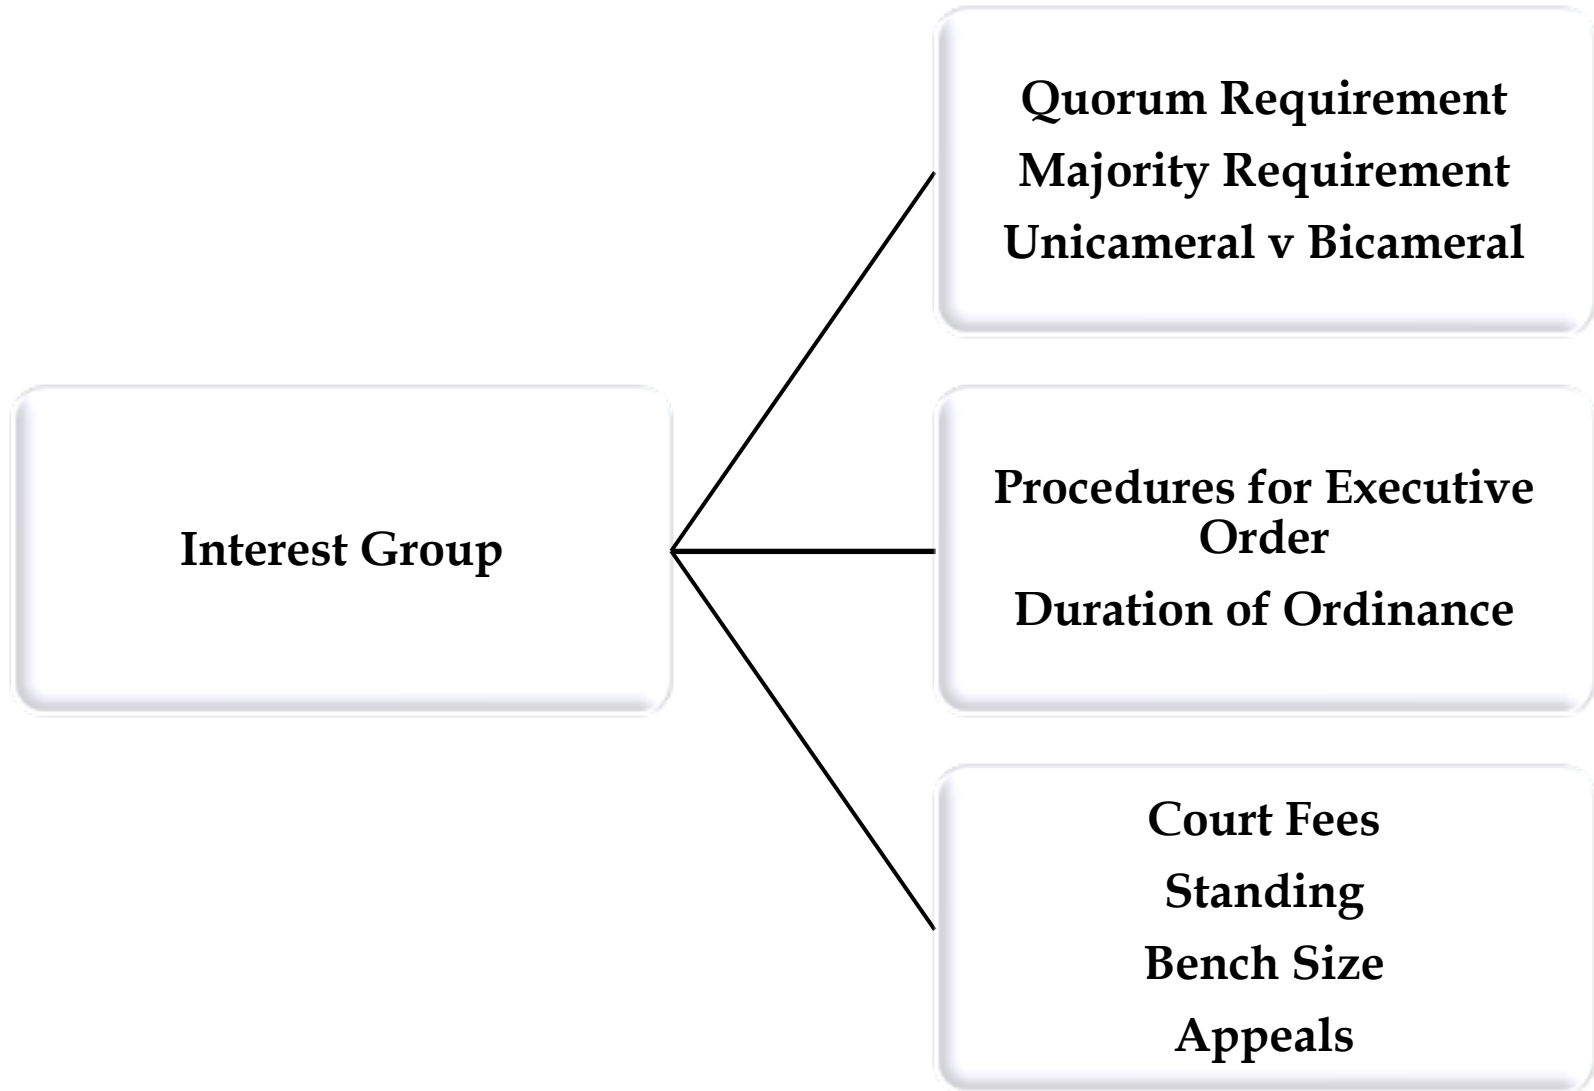 Quorum Requirement
Majority Requirement
Unicameral v Bicameral
Interest Group
Procedures for Executive
Order
Duration of Ordinance
Court Fees
Standing
Bench Size
Appeals